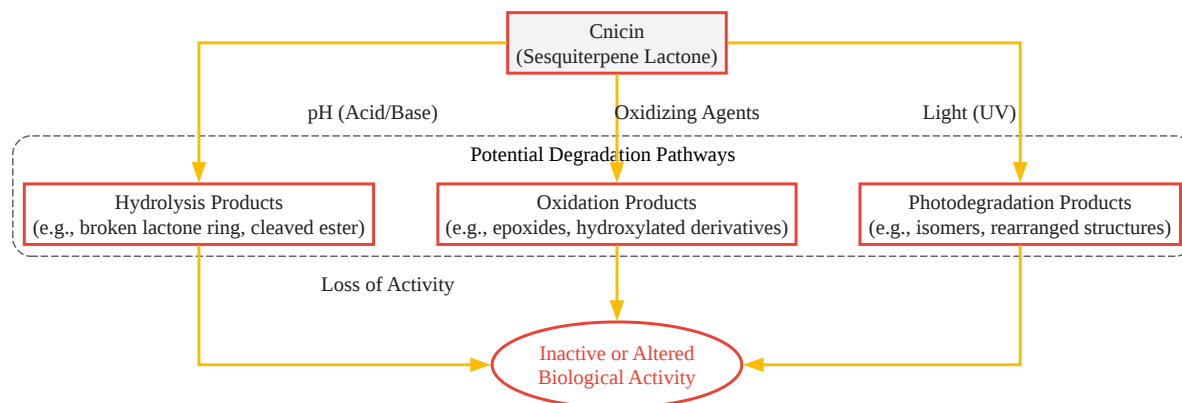 Cnicin
(Sesquiterpene Lactone)
pH (Acid/Base)
Oxidizing Agents
Light (UV)
Potential Degradation Pathways
Hydrolysis Products
(e.g., broken lactone ring, cleaved ester)
Oxidation Products
(e.g., epoxides, hydroxylated derivatives)
Photodegradation Products
(e.g., isomers, rearranged structures)
Loss of Activity
Inactive or Altered
Biological Activity